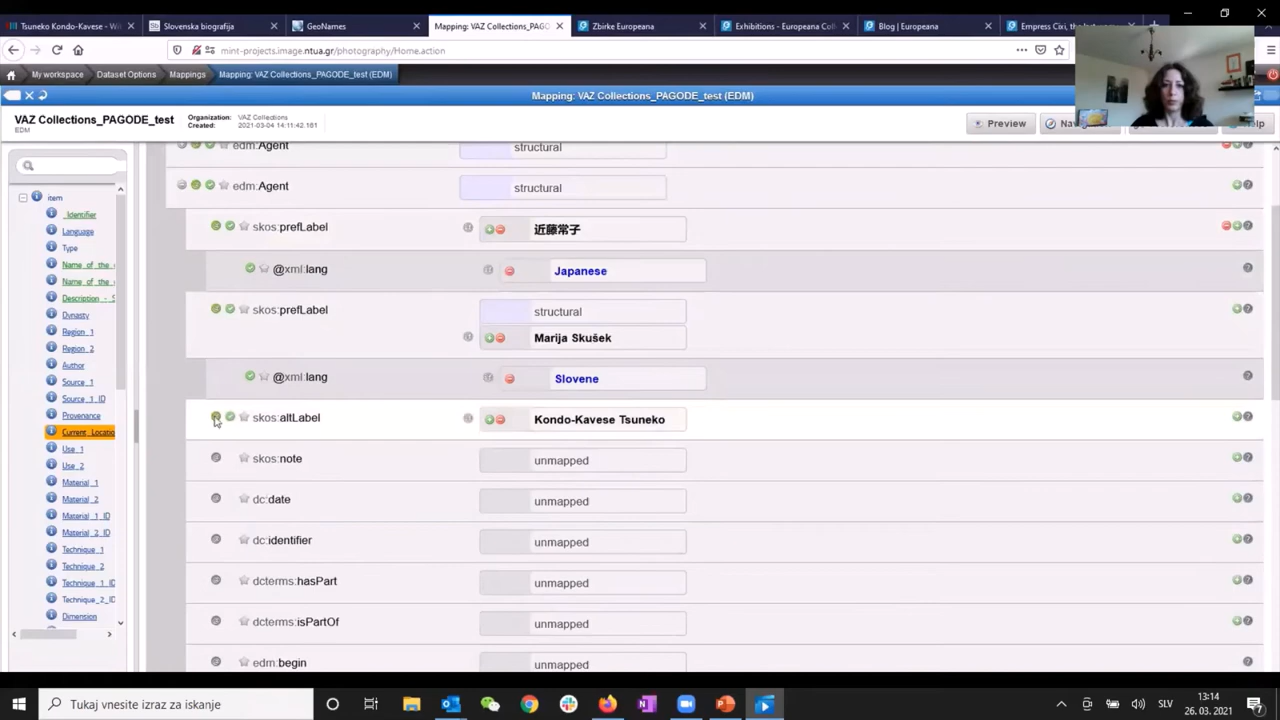 Tsuneko Kondo-Kavese - Wi
Slovenska biografija
GeoNames
Mapping: VAZ Collections_PAGO
Zbirke Europeana
Exhibitions - Europeana Coll
Blog | Europeana
Empress Cixi, the
mint-projects.image.ntua.gr/photography/Home.action
My workspace
Dataset Options
Mappings
Mapping: VAZ Collections_PAGODE_test (EDM)
Mapping: VAZ Collections_PAGODE_test (EDM)
VAZ Collections_PAGODE_test
EDM
Organization: VAZ Collections
Created: 2021-03-04 14:11:42.161
Preview
item
_Identifier
Language
Type
Name_of_the_
Name_of_the_
Description_-_S
Dynasty
Region_1
Region_2
Author
Source_1
Source_1_ID
Provenance
Current_Locatio
Use_1
Use_2
Material_1
Material_2
Material_1_ID
Material_2_ID
Technique_1
Technique_2
Technique_1_ID
Technique_2_ID
Dimension
edm:Agent structural
edm:Agent structural
skos:prefLabel 近藤常子
@xml:lang Japanese
skos:prefLabel structural
Marija Skušek
@xml:lang Slovene
skos:altLabel Kondo-Kavese Tsuneko
skos:note unmapped
dc:date unmapped
dc:identifier unmapped
dcterms:hasPart unmapped
dcterms:isPartOf unmapped
edm:begin unmapped
Tukaj vnesite izraz za iskanje
SLV
13:14
26. 03. 2021